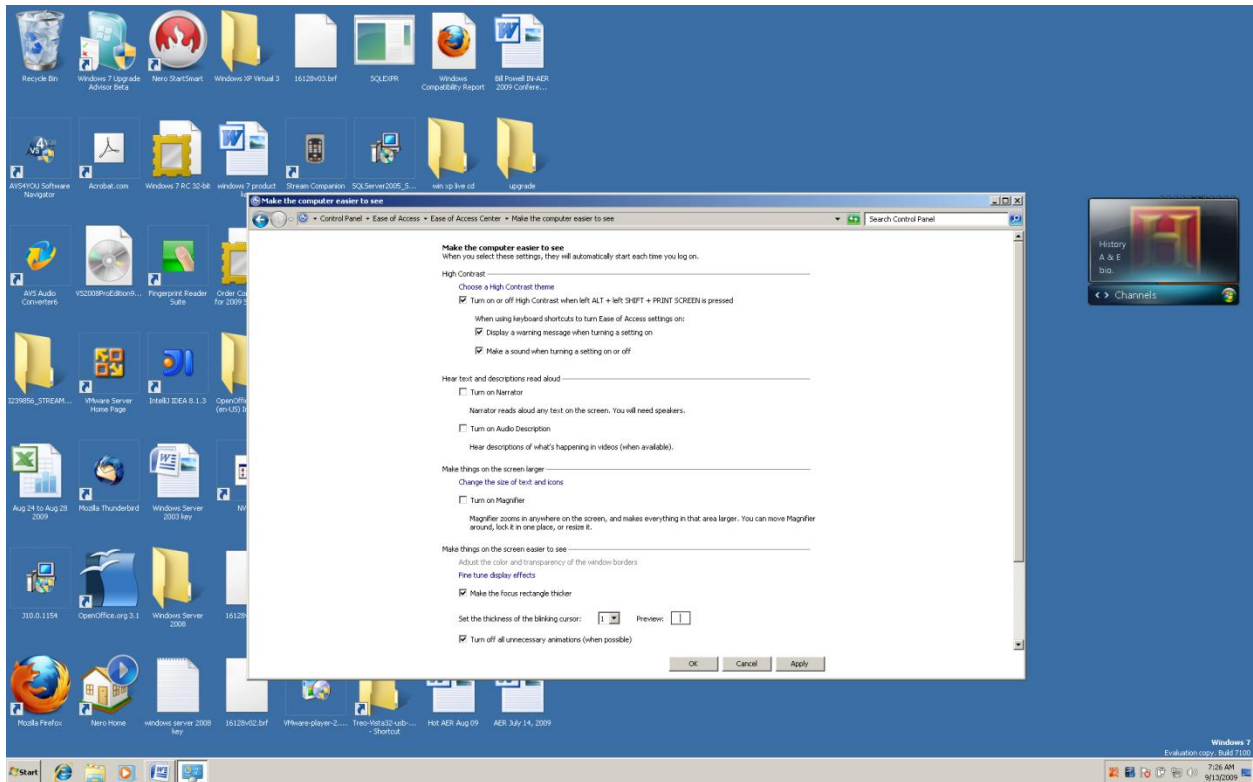 Recycle Bin
Windows 7 Upgrade
Advisor Beta
Nero StartSmart
Windows XP Virtual 3
16128v03.brf
SQLEXPR
Windows
Compatibility Report
Bill Powell IN-AER
2009 Confere...
AVS4YOU Software
Navigator
Acrobat.com
Windows 7 RC 32-bit
windows 7 product
Stream Companion
SQLServer2005_S...
win xp live cd
upgrade
Make the computer easier to see
Control Panel
Ease of Access
Ease of Access Center
Make the computer easier to see
Search Control Panel
Make the computer easier to see
When you select these settings, they will automatically start each time you log on.
High Contrast
Choose a High Contrast theme
Turn on or off High Contrast when left ALT + left SHIFT + PRINT SCREEN is pressed
When using keyboard shortcuts to turn Ease of Access settings on:
Display a warning message when turning a setting on
Make a sound when turning a setting on or off
Hear text and descriptions read aloud
Turn on Narrator
Narrator reads aloud any text on the screen. You will need speakers.
Turn on Audio Description
Hear descriptions of what's happening in videos (when available).
Make things on the screen larger
Change the size of text and icons
Turn on Magnifier
Magnifier zooms in anywhere on the screen, and makes everything in that area larger. You can move Magnifier
around, lock it in one place, or resize it.
Make things on the screen easier to see
Adjust the color and transparency of the window borders
Fine tune display effects
Make the focus rectangle thicker
Set the thickness of the blinking cursor:
1
Preview:
Turn off all unnecessary animations (when possible)
OK
Cancel
Apply
History
A & E
bio.
Channels
AVS Audio
Converter6
VS2008ProEdition9...
Fingerprint Reader
Suite
Order Co
for 2009 S
I239856_STREAM...
VMware Server
Home Page
IntelliJ IDEA 8.1.3
OpenOffi
(en-US) I
Aug 24 to Aug 28
2009
Mozilla Thunderbird
Windows Server
2003 key
J10.0.1154
OpenOffice.org 3.1
Windows Server
2008
16128
Mozilla Firefox
Nero Home
windows server 2008
key
16128v02.brf
VMware-player-2....
Treo-Vista32-usb-...
- Shortcut
Hot AER Aug 09
AER July 14, 2009
Windows 7
Evaluation copy. Build 7100
Start
7:26 AM
9/13/2009